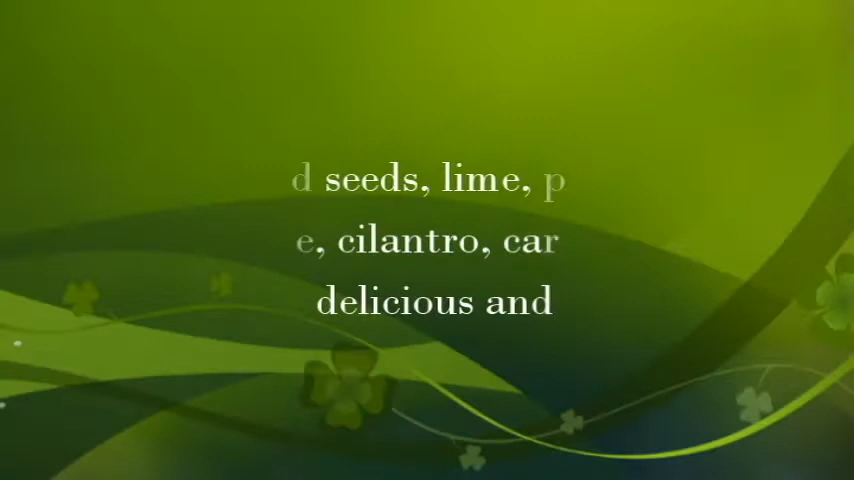 d seeds, lime, p
e, cilantro, car
delicious and